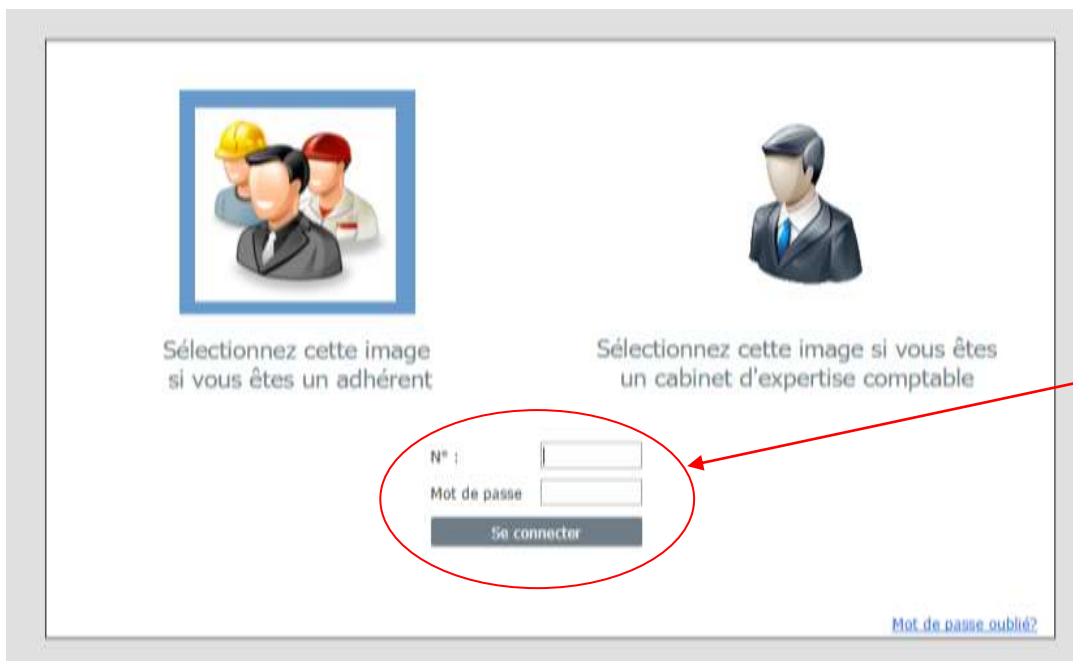 Sélectionnez cette image
si vous êtes un adhérent
Sélectionnez cette image si vous êtes
un cabinet d'expertise comptable
N° :
Mot de passe
Se connecter
Mot de passe oublié?